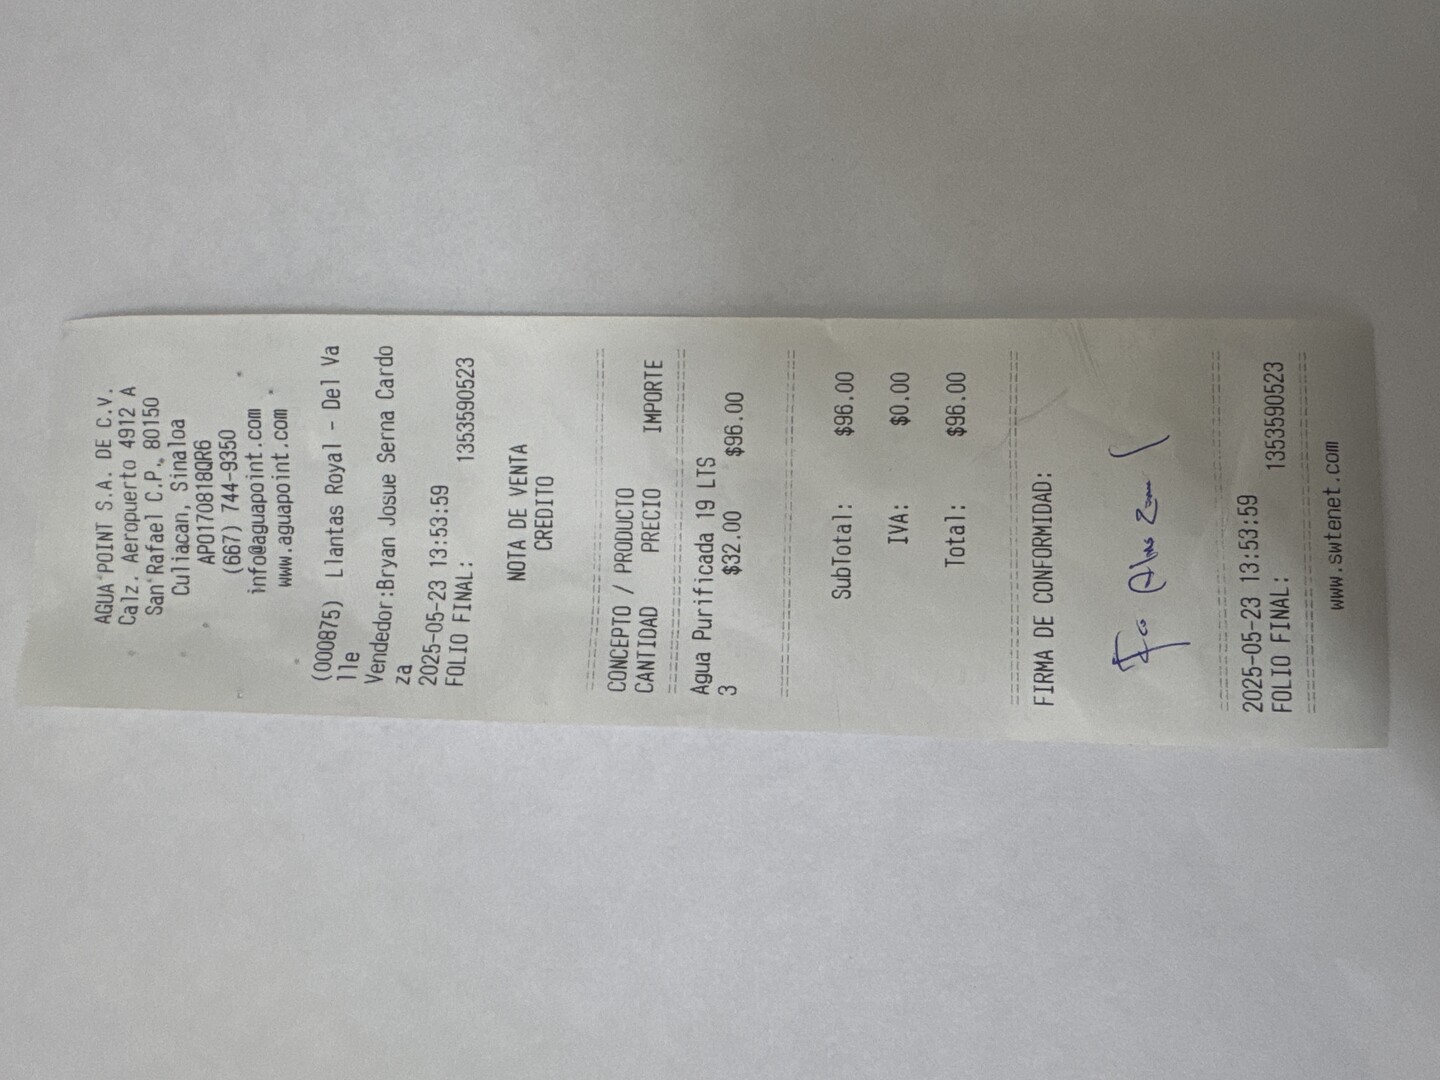 AGUA POINT S.A. DE C.V.
Calz. Aeropuerto 4912 A
San Rafael C.P. 80150
Culiacan, Sinaloa
APO170818QR6
(667) 744-9350
info@aguapoint.com
www.aguapoint.com
(000875) Llantas Royal - Del Va
lle
Vendedor:Bryan Josue Serna Cardo
za
2025-05-23 13:53:59
FOLIO FINAL: 1353590523
NOTA DE VENTA
CREDITO
CONCEPTO / PRODUCTO
CANTIDAD PRECIO IMPORTE
Agua Purificada 19 LTS
3 $32.00 $96.00
SubTotal: $96.00
IVA: $0.00
Total: $96.00
FIRMA DE CONFORMIDAD:
2025-05-23 13:53:59
FOLIO FINAL: 1353590523
www.swtenet.com